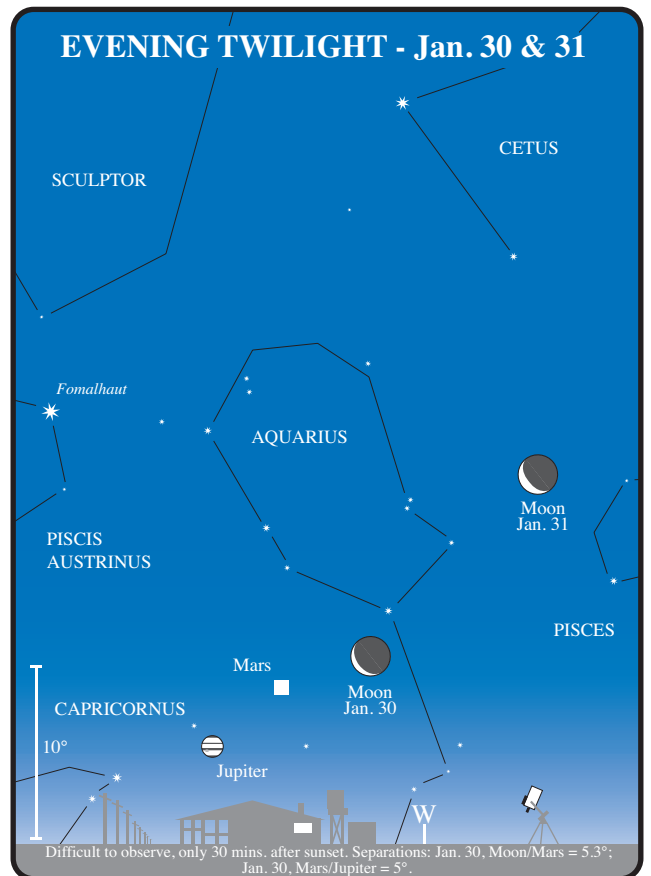 EVENING TWILIGHT - Jan. 30 & 31
CETUS
SCULPTOR
Fomalhaut
AQUARIUS
Moon
Jan. 31
PISCIS
AUSTRINUS
PISCES
Mars
Moon
Jan. 30
CAPRICORNUS
10°
Jupiter
W
Difficult to observe, only 30 mins. after sunset. Separations: Jan. 30, Moon/Mars = 5.3°;
Jan. 30, Mars/Jupiter = 5°.